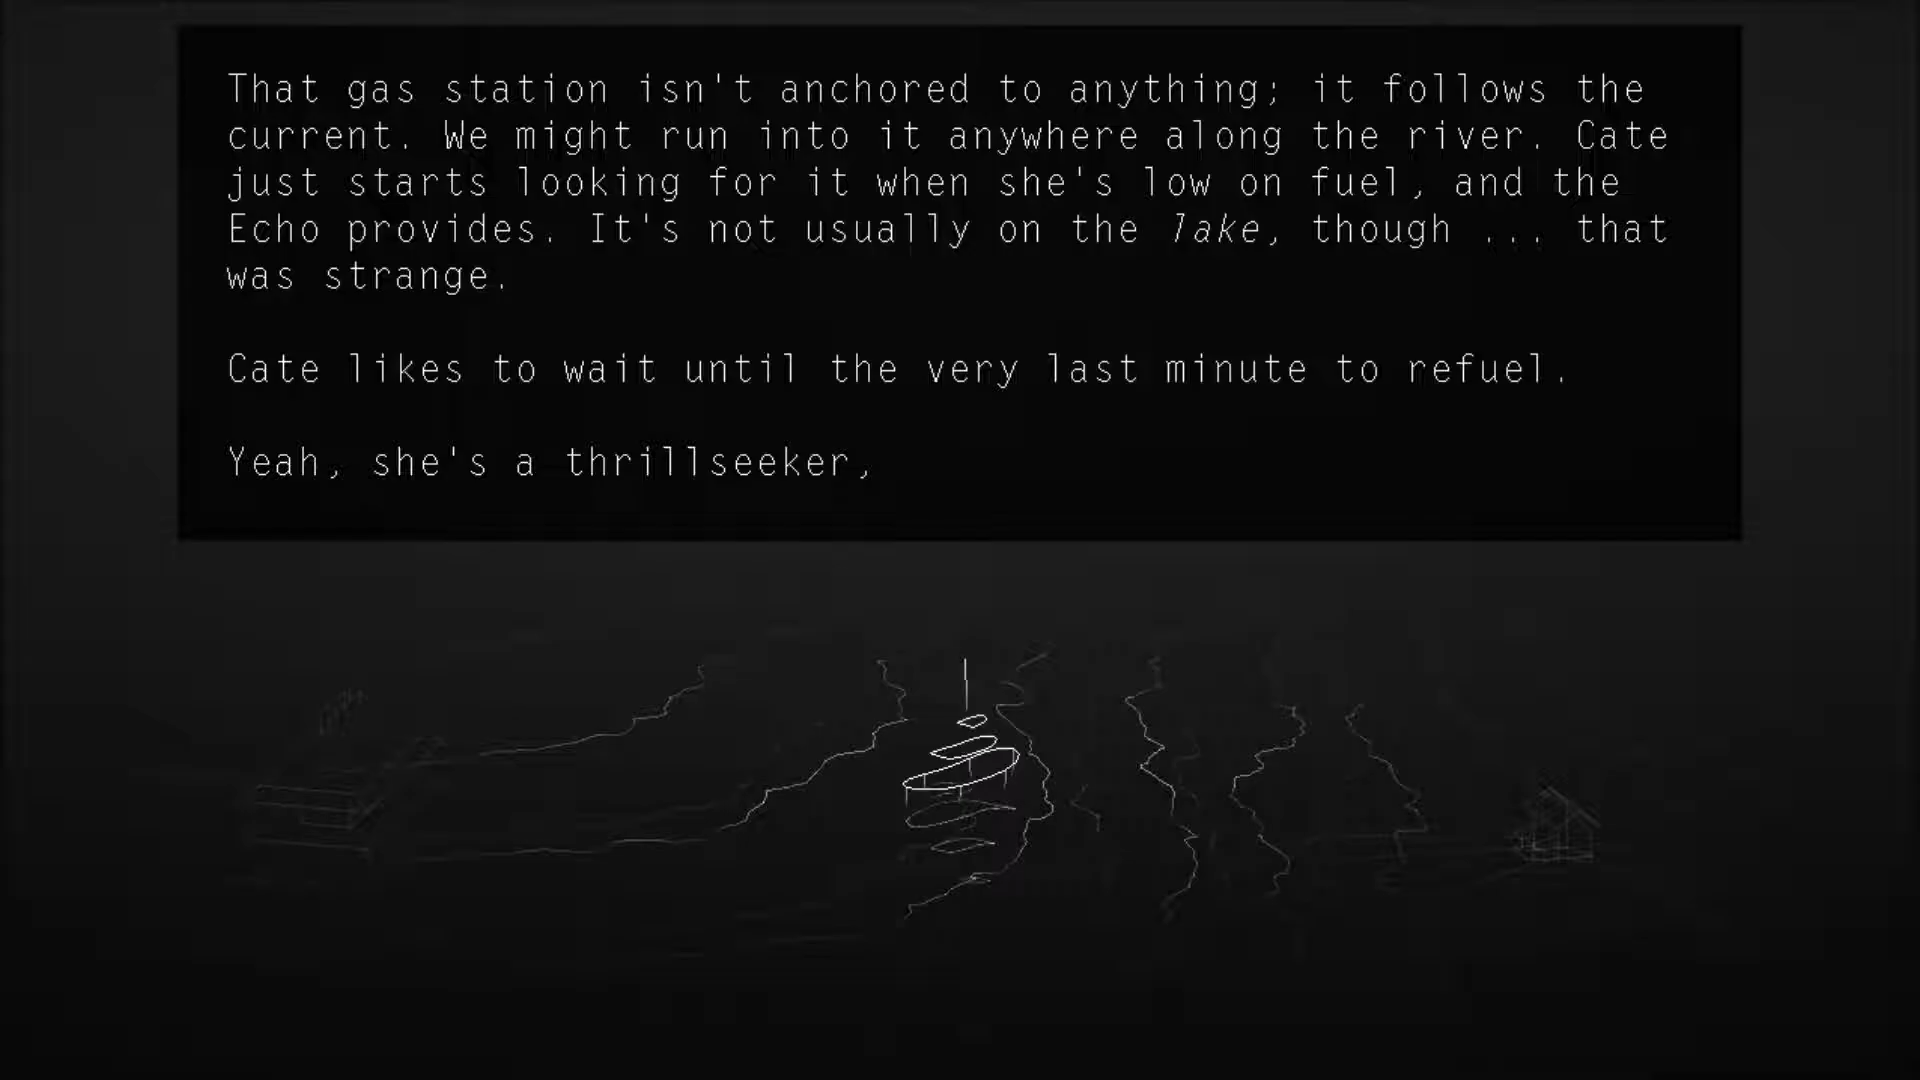 That gas station isn't anchored to anything; it follows the
current. We might run into it anywhere along the river. Cate
just starts looking for it when she's low on fuel, and the
Echo provides. It's not usually on the lake, though ... that
was strange.
Cate likes to wait until the very last minute to refuel.
Yeah, she's a thrillseeker,